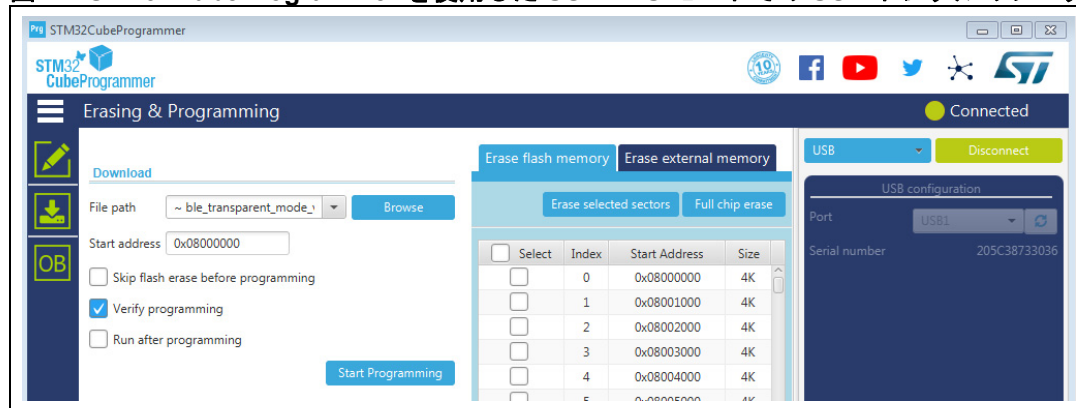 STM32CubeProgrammer
Prg STM32CubeProgrammer
STM32
CubeProgrammer
10
Erasing & Programming
Connected
Download
File path ~ ble_transparent_mode_ Browse
Start address 0x08000000
Skip flash erase before programming
Verify programming
Run after programming
Start Programming
OB
Erase flash memory Erase external memory
Erase selected sectors Full chip erase
Select Index Start Address Size
0 0x08000000 4K
1 0x08001000 4K
2 0x08002000 4K
3 0x08003000 4K
4 0x08004000 4K
USB Disconnect
USB configuration
Port USB1
Serial number 205C38733036